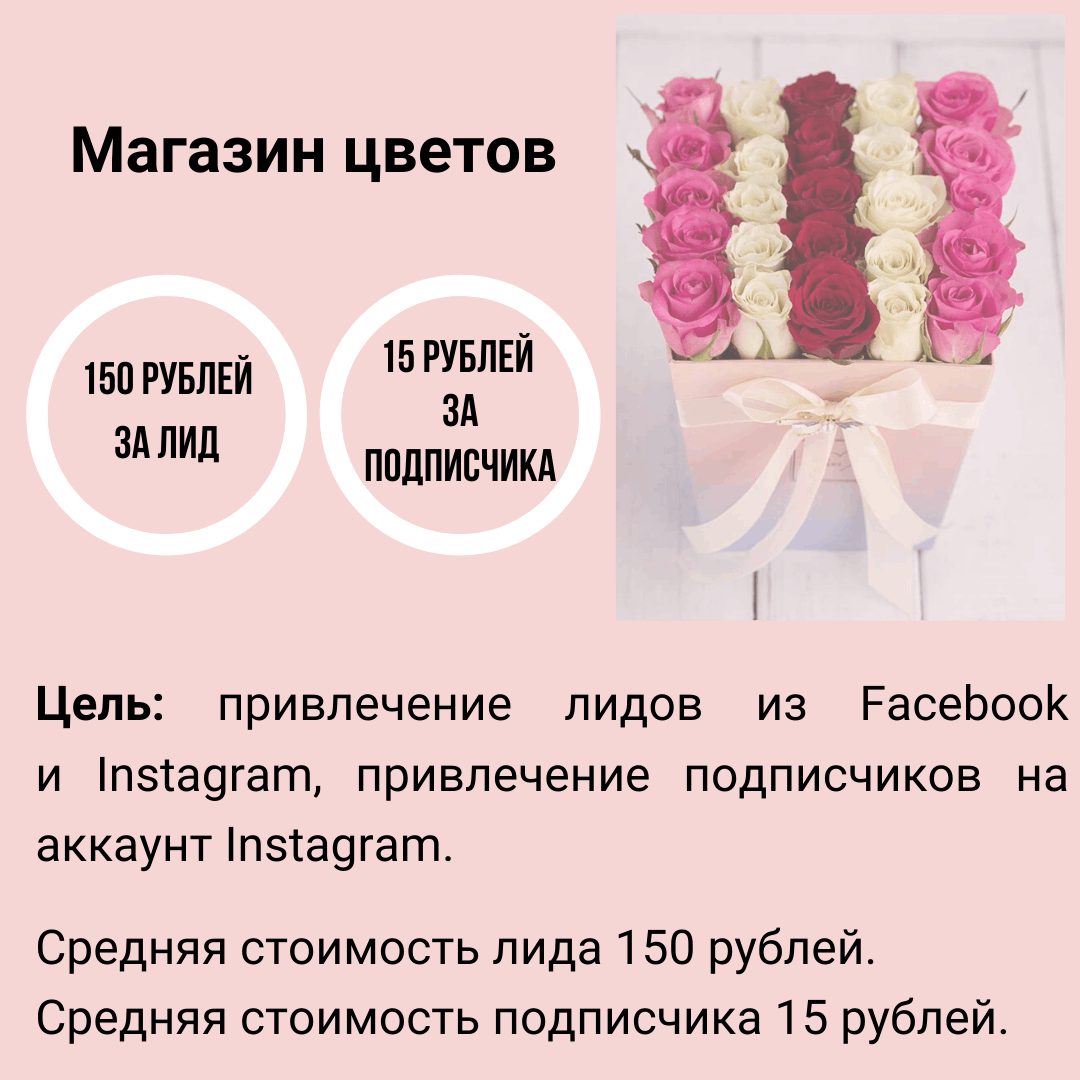 Магазин цветов
150 РУБЛЕЙ
ЗА ЛИД
15 РУБЛЕЙ
ЗА
ПОДПИСЧИКА
Цель: привлечение лидов из Facebook
и Instagram, привлечение подписчиков на
аккаунт Instagram.
Средняя стоимость лида 150 рублей.
Средняя стоимость подписчика 15 рублей.